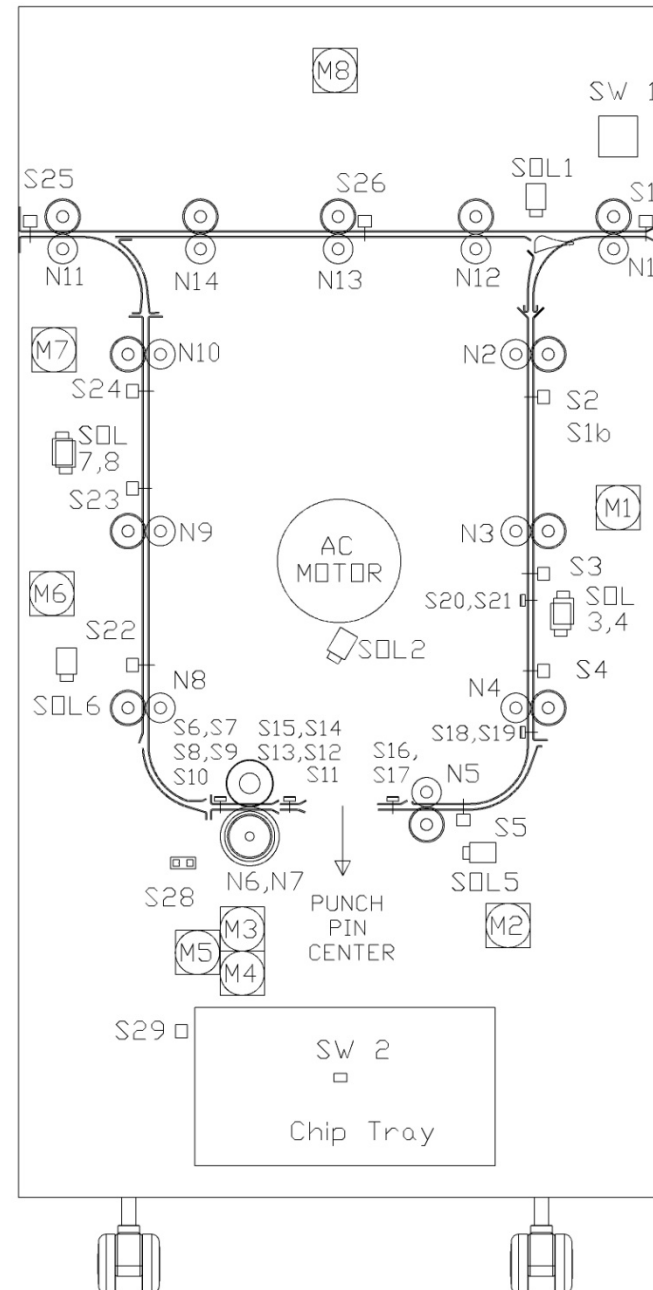 M8
SW 1
S25
S26
SOL1
S1
N11
N14
N13
N12
N1
M7
N10
N2
S24
S2
SOL
7,8
S1b
S23
M1
N9
AC
MOTOR
N3
S3
M6
S20,S21
SOL
3,4
S22
SOL2
S4
N8
N4
SOL6
S6,S7
S8,S9
S10
S15,S14
S13,S12
S11
S16,
S17
S18,S19
N5
S5
S28
N6,N7
SOL5
PUNCH
PIN
CENTER
M3
M2
M5
M4
S29
SW 2
Chip Tray